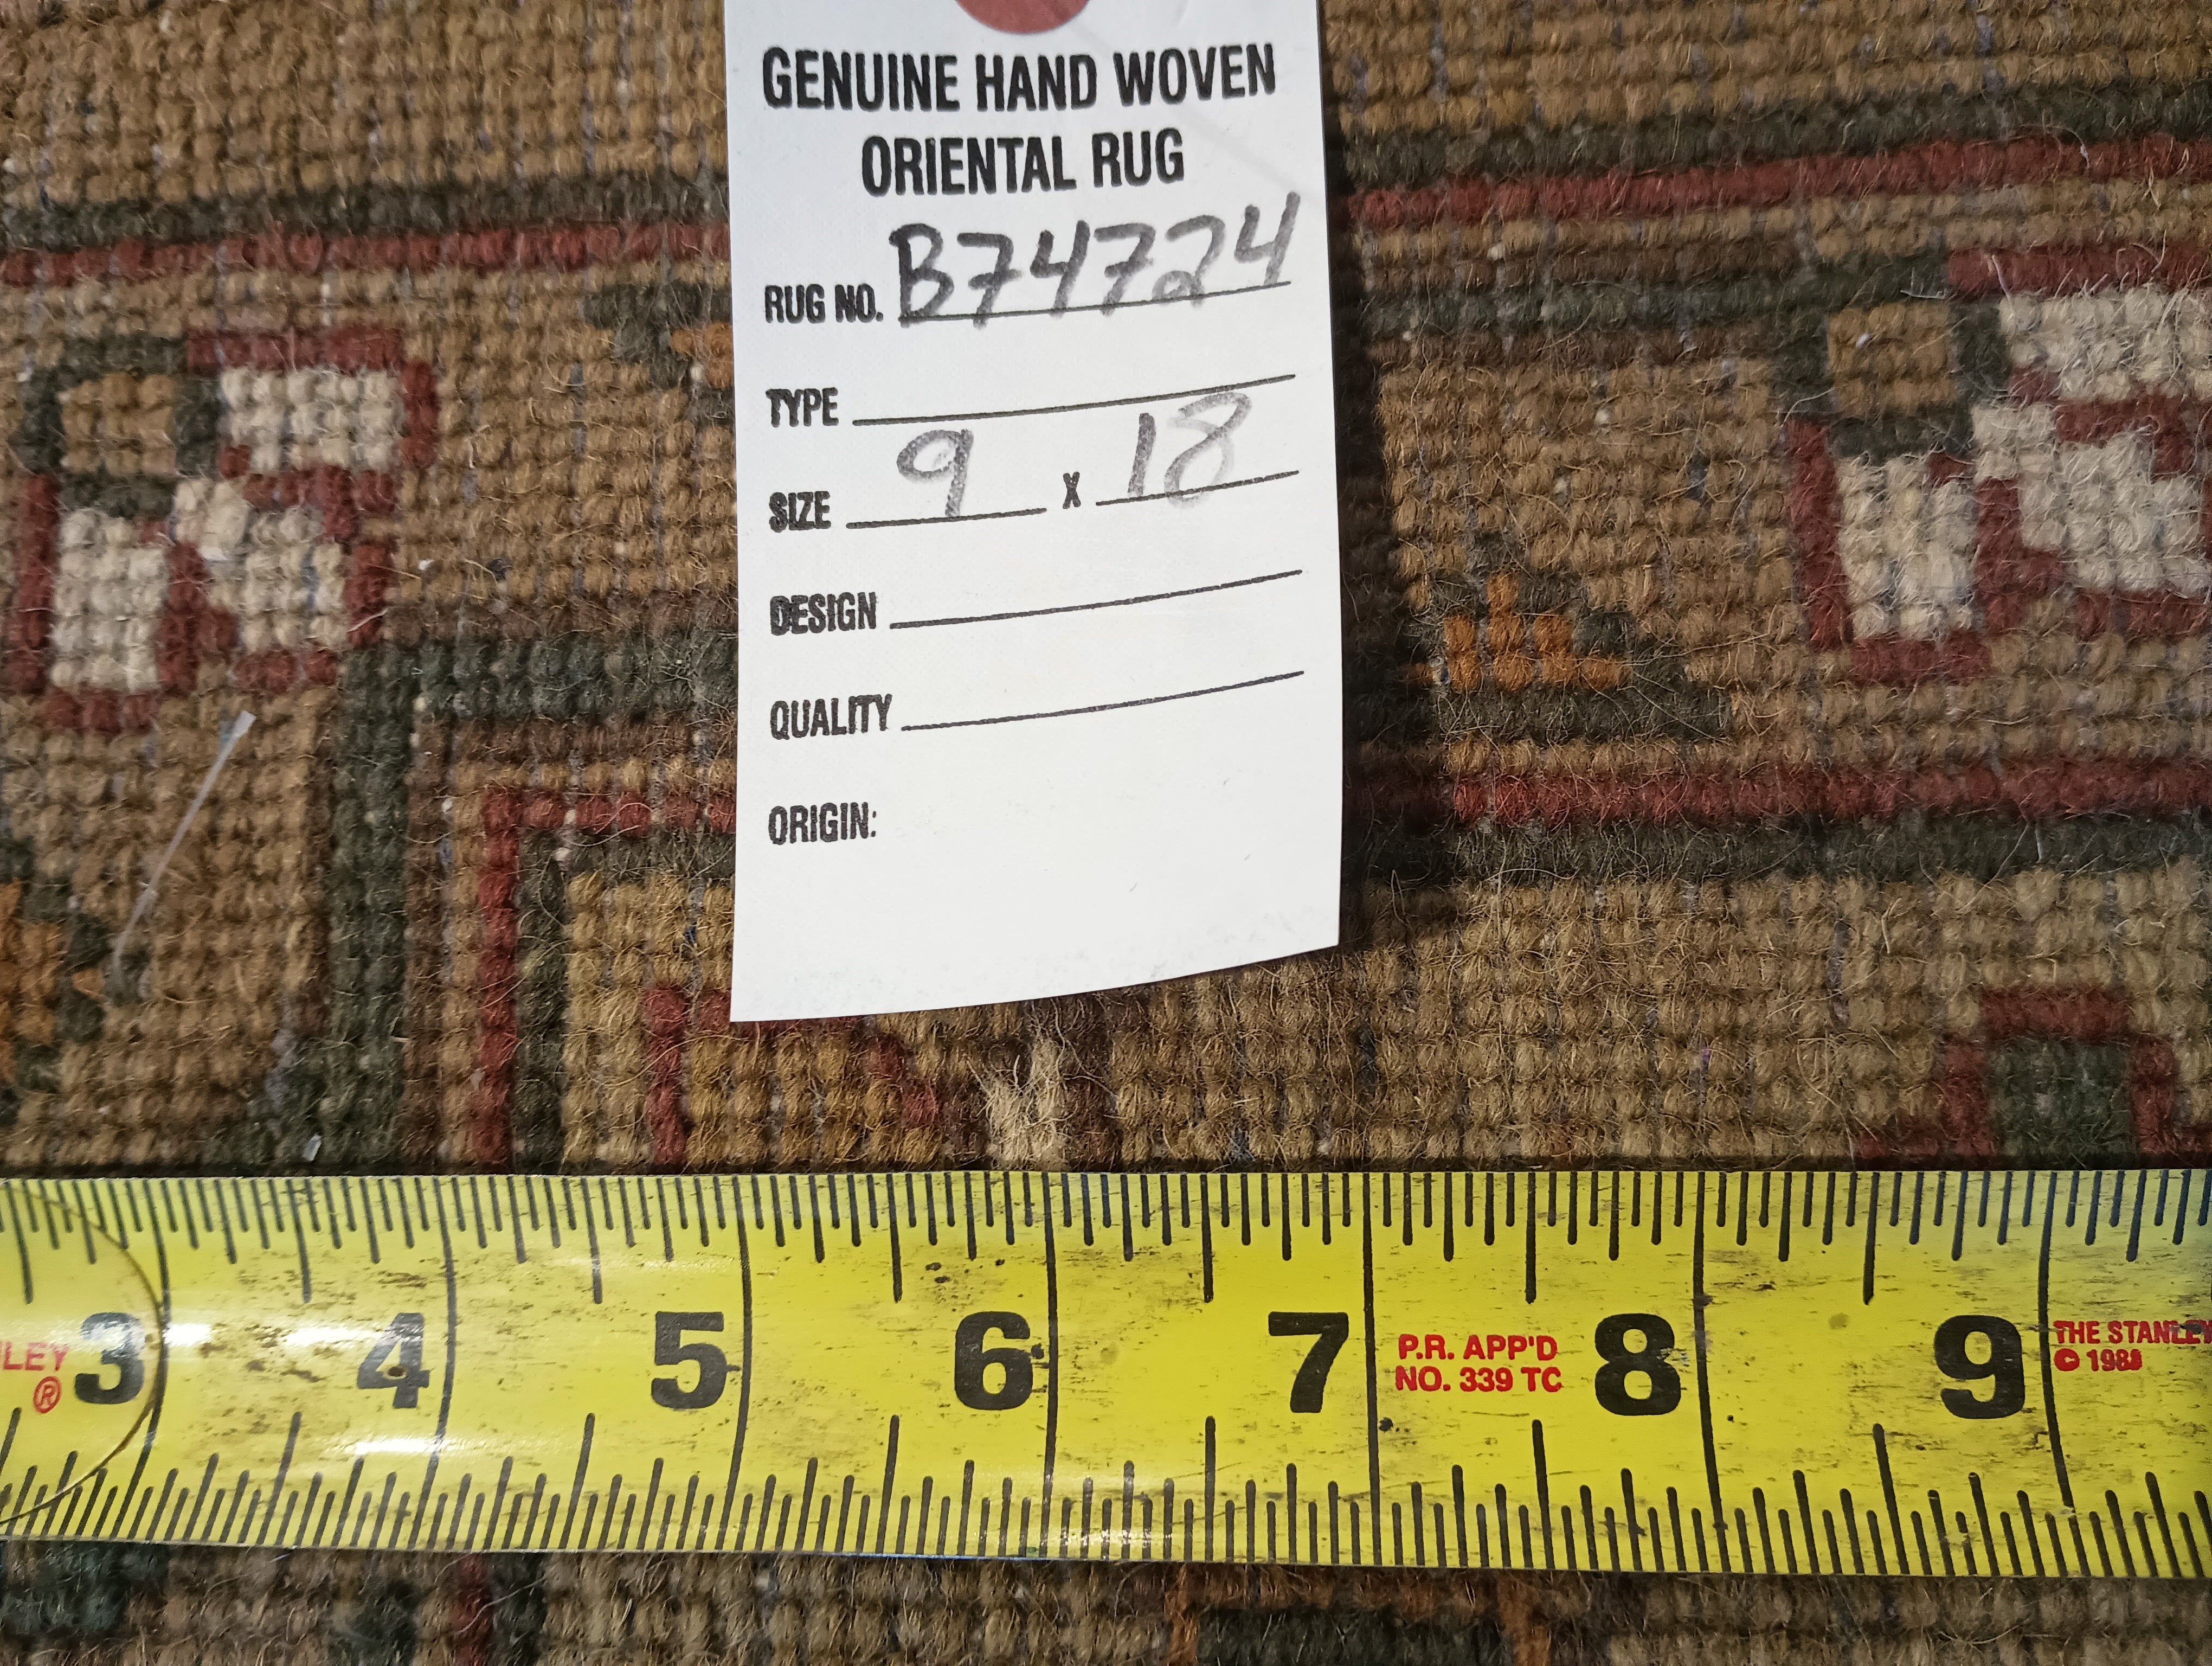 GENUINE HAND WOVEN
ORIENTAL RUG
RUG NO. B74724
TYPE
SIZE 9 X 18
DESIGN
QUALITY
ORIGIN:
3 4 5 6 7 8 9
®
P.R. APP'D
NO. 339 TC
THE STANLEY